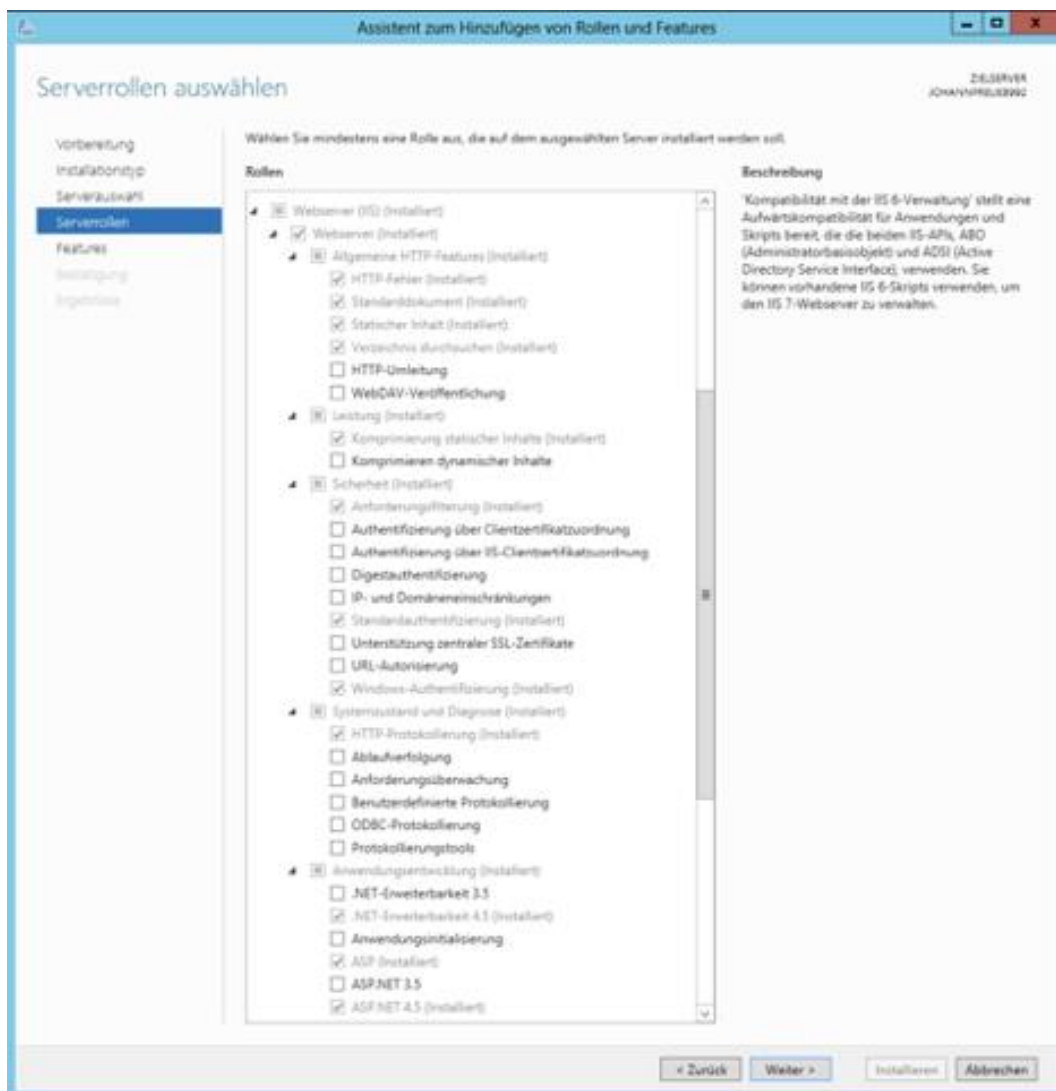 Assistent zum Hinzufügen von Rollen und Features
Serverrollen auswählen
ZIELSERVER
Vorbereitung
Installationstyp
Serverauswahl
Serverrollen
Features
Bestätigung
Ergebnisse
Wählen Sie mindestens eine Rolle aus, die auf dem ausgewählten Server installiert werden soll.
Rollen
Webserver (IIS) (Installiert)
Webserver (Installiert)
Allgemeine HTTP-Features (Installiert)
HTTP-Fehler (Installiert)
Standarddokument (Installiert)
Statischer Inhalt (Installiert)
Verzeichnis durchsuchen (Installiert)
HTTP-Umleitung
WebDAV-Veröffentlichung
Leistung (Installiert)
Komprimierung statischer Inhalte (Installiert)
Komprimieren dynamischer Inhalte
Sicherheit (Installiert)
Anforderungsfilterung (Installiert)
Authentifizierung über Clientzertifikatzuordnung
Authentifizierung über IIS-Clientzertifikatzuordnung
Digestauthentifizierung
IP- und Domäneneinschränkungen
Standardauthentifizierung (Installiert)
Unterstützung zentraler SSL-Zertifikate
URL-Autorisierung
Windows-Authentifizierung (Installiert)
Systemzustand und Diagnose (Installiert)
HTTP-Protokollierung (Installiert)
Ablaufverfolgung
Anforderungsüberwachung
Benutzerdefinierte Protokollierung
ODBC-Protokollierung
Protokollierungstools
Anwendungsentwicklung (Installiert)
.NET-Erweiterbarkeit 3.5
.NET-Erweiterbarkeit 4.5 (Installiert)
Anwendungsinitialisierung
ASP (Installiert)
ASP.NET 3.5
ASP.NET 4.5 (Installiert)
Beschreibung
'Kompatibilität mit der IIS 6-Verwaltung' stellt eine
Aufwärtskompatibilität für Anwendungen und
Skripts bereit, die die beiden IIS-APIs, ABO
(Administratorbasisobjekt) und ADSI (Active
Directory Service Interface), verwenden. Sie
können vorhandene IIS 6-Skripts verwenden, um
den IIS 7-Webserver zu verwalten.
< Zurück
Weiter >
Installieren
Abbrechen